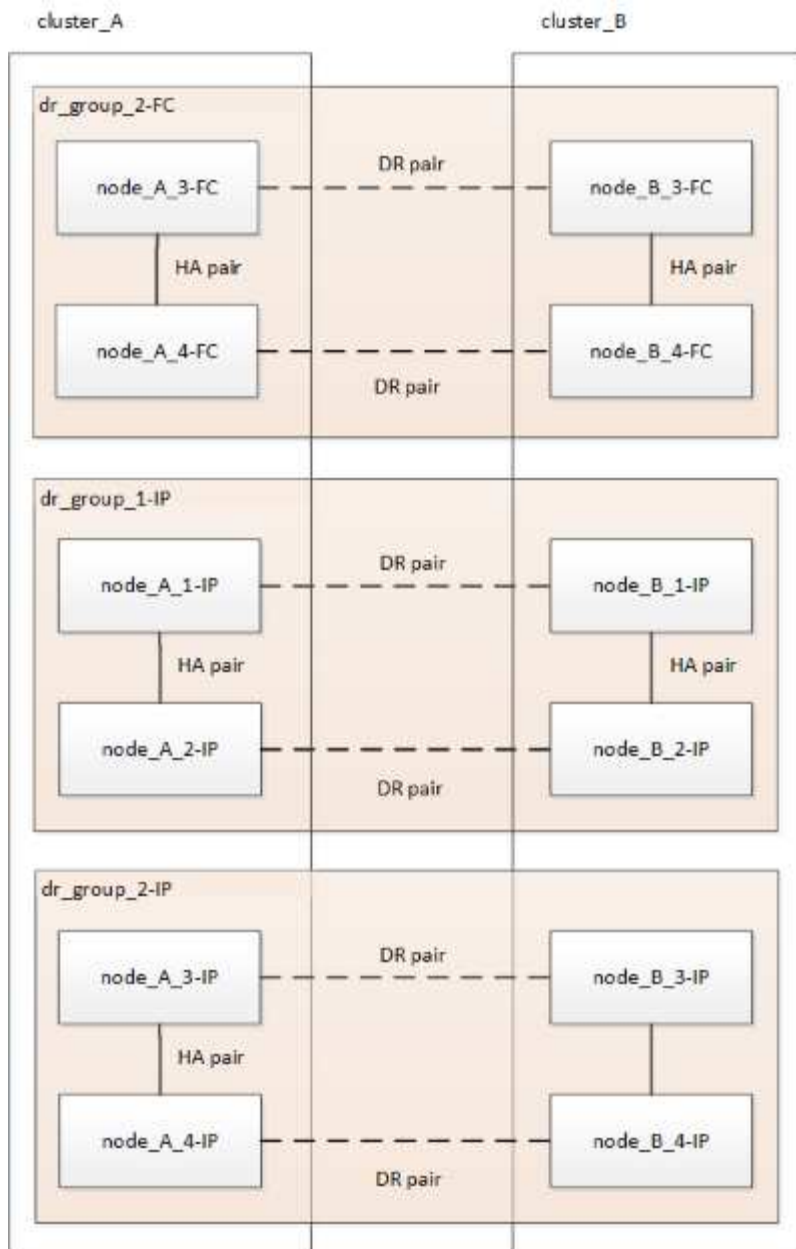 cluster_A
cluster_B
dr_group_2-FC
DR pair
node_A_3-FC
node_B_3-FC
HA pair
HA pair
node_A_4-FC
node_B_4-FC
DR pair
dr_group_1-IP
DR pair
node_A_1-IP
node_B_1-IP
HA pair
HA pair
node_A_2-IP
node_B_2-IP
DR pair
dr_group_2-IP
DR pair
node_A_3-IP
node_B_3-IP
HA pair
node_A_4-IP
node_B_4-IP
DR pair